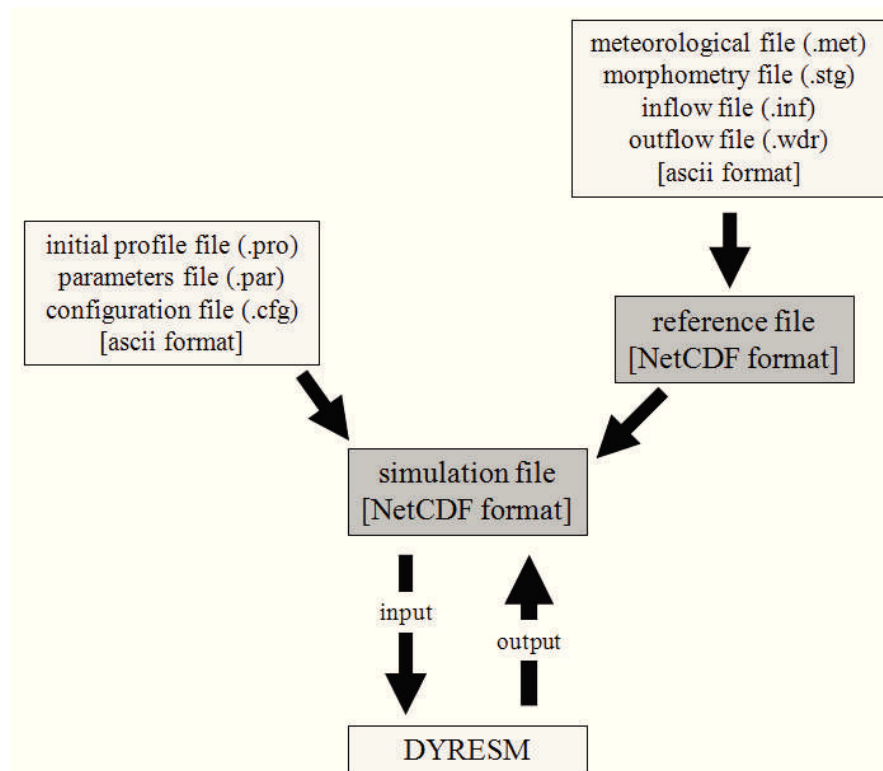 meteorological file (.met)
morphometry file (.stg)
inflow file (.inf)
outflow file (.wdr)
[ascii format]
initial profile file (.pro)
parameters file (.par)
configuration file (.cfg)
[ascii format]
reference file
[NetCDF format]
simulation file
[NetCDF format]
input
output
DYRESM